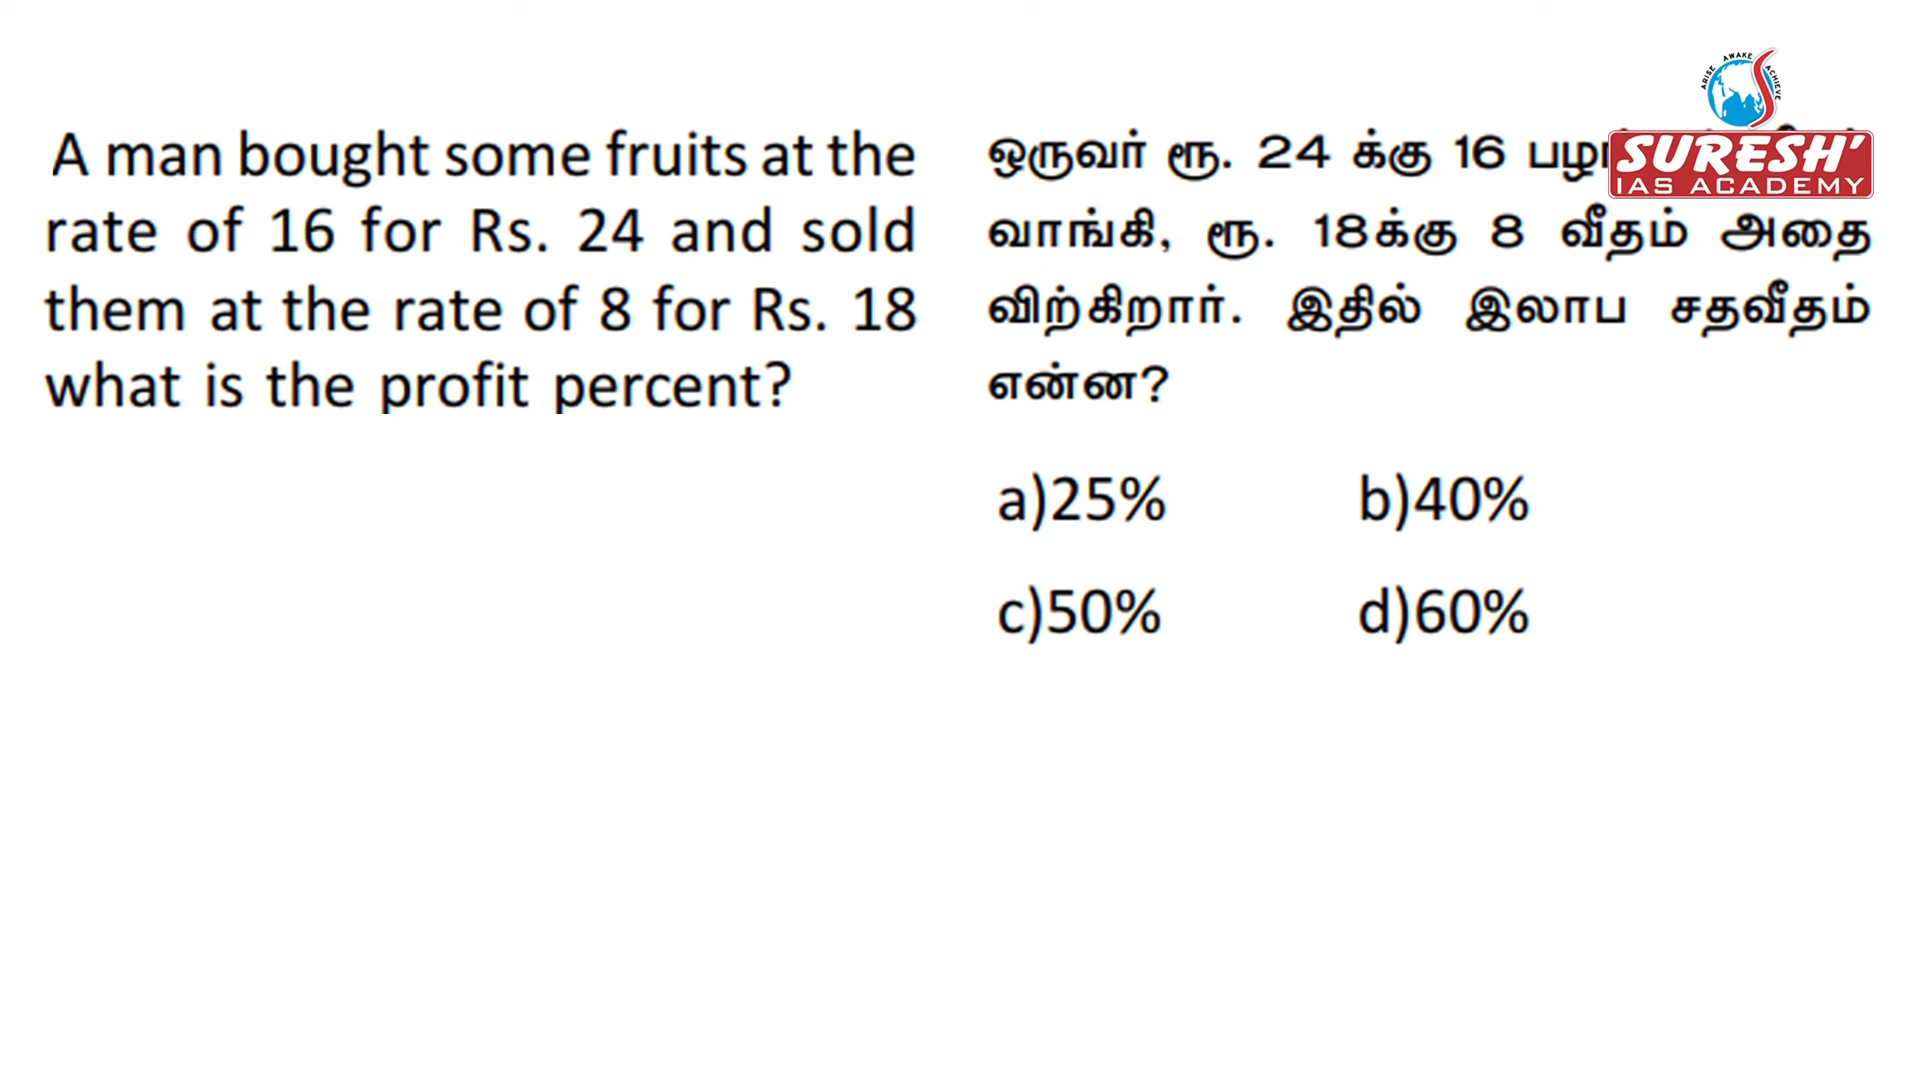 A man bought some fruits at the
rate of 16 for Rs. 24 and sold
them at the rate of 8 for Rs. 18
what is the profit percent?
ஒருவர் ரூ. 24 க்கு 16
வாங்கி, ரூ. 18க்கு 8 வீதம் அதை
விற்கிறார். இதில் இலாப சதவீதம்
என்ன?
a)25% b)40%
c)50% d)60%
ARISE AWAKE ACHIEVE
SURESH'
IAS ACADEMY